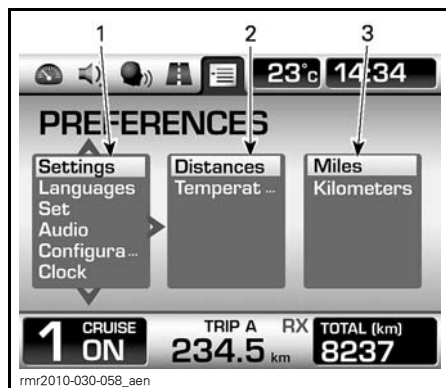 1 2 3
23°c 14:34
PREFERENCES
Settings Distances Miles
Languages Temperat ... Kilometers
Set
Audio
Configura ...
Clock
1 CRUISE ON TRIP A 234.5 km RX TOTAL (km) 8237
rmr2010-030-058_aen